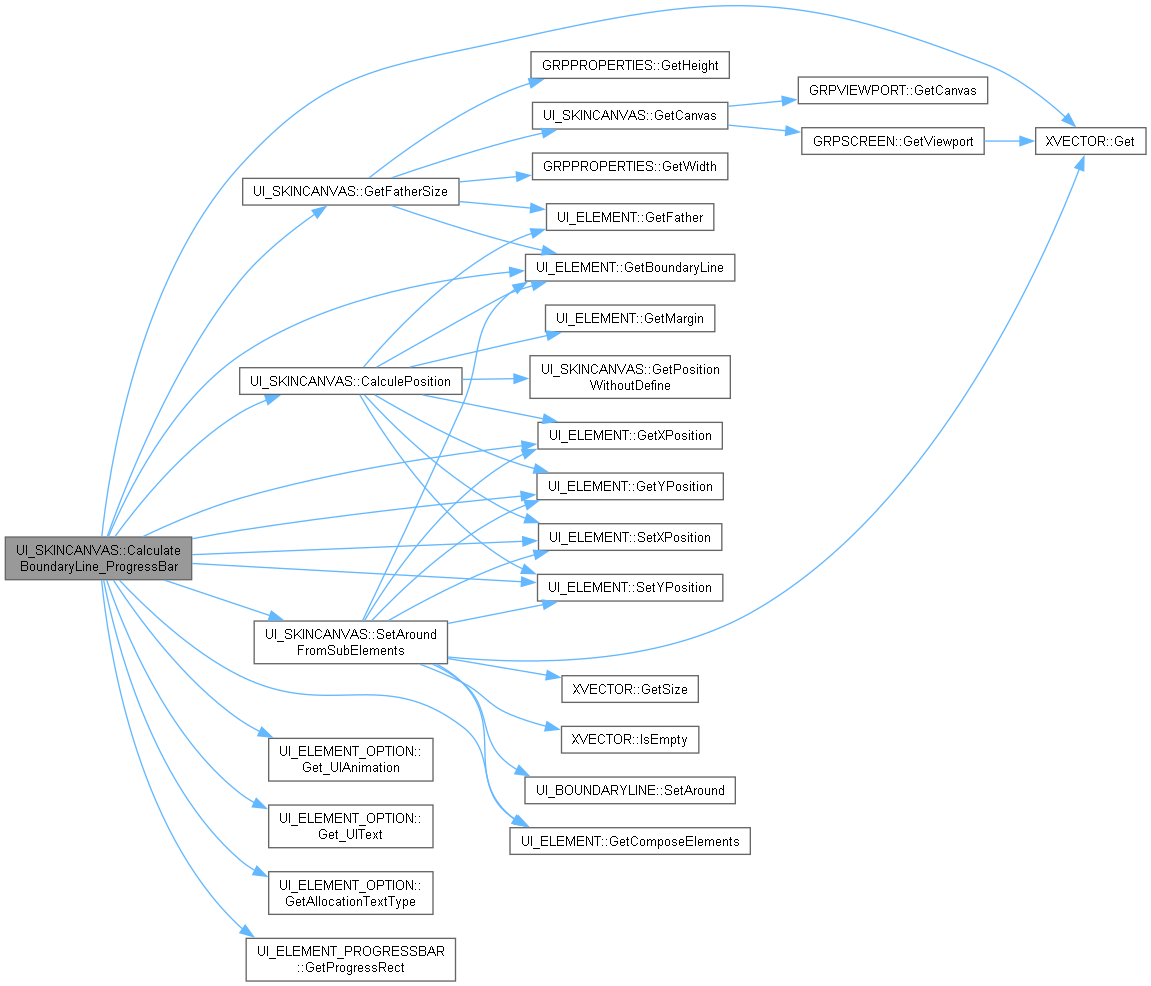 GRPPROPERTIES::GetHeight
GRPVIEWPORT::GetCanvas
UI_SKINCANVAS::GetCanvas
GRPSCREEN::GetViewport
XVECTOR::Get
GRPPROPERTIES::GetWidth
UI_SKINCANVAS::GetFatherSize
UI_ELEMENT::GetFather
UI_ELEMENT::GetBoundaryLine
UI_ELEMENT::GetMargin
UI_SKINCANVAS::GetPosition
WithoutDefine
UI_SKINCANVAS::CalculePosition
UI_ELEMENT::GetXPosition
UI_ELEMENT::GetYPosition
UI_ELEMENT::SetXPosition
UI_SKINCANVAS::Calculate
BoundaryLine_ProgressBar
UI_ELEMENT::SetYPosition
UI_SKINCANVAS::SetAround
FromSubElements
XVECTOR::GetSize
XVECTOR::IsEmpty
UI_ELEMENT_OPTION::
Get_UIAnimation
UI_BOUNDARYLINE::SetAround
UI_ELEMENT_OPTION::
Get_UIText
UI_ELEMENT::GetComposeElements
UI_ELEMENT_OPTION::
GetAllocationTextType
UI_ELEMENT_PROGRESSBAR
::GetProgressRect